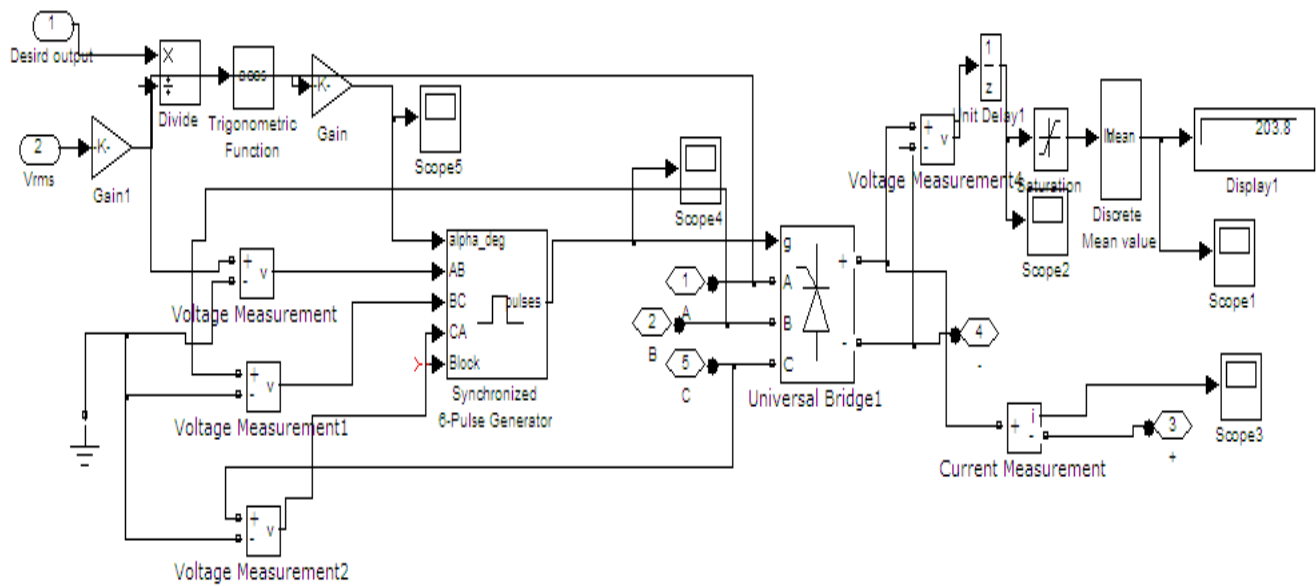 1
Desird output
X
÷
Divide
acos
Trigonometric
Function
-K-
Gain
Scope5
2
Vrms
-K-
Gain1
Scope4
+
-
v
Voltage Measurement
+
-
v
Voltage Measurement1
+
-
v
Voltage Measurement2
alpha_deg
AB
BC
CA
Block
pulses
Synchronized
6-Pulse Generator
1
A
2
B
5
C
g
A
B
C
+
-
Universal Bridge1
+
-
v
Voltage Measurement4
1
z
Unit Delay1
Saturation
Scope2
In
Mean
Discrete
Mean value
203.8
Display1
Scope1
4
-
+
i
-
Current Measurement
Scope3
3
+